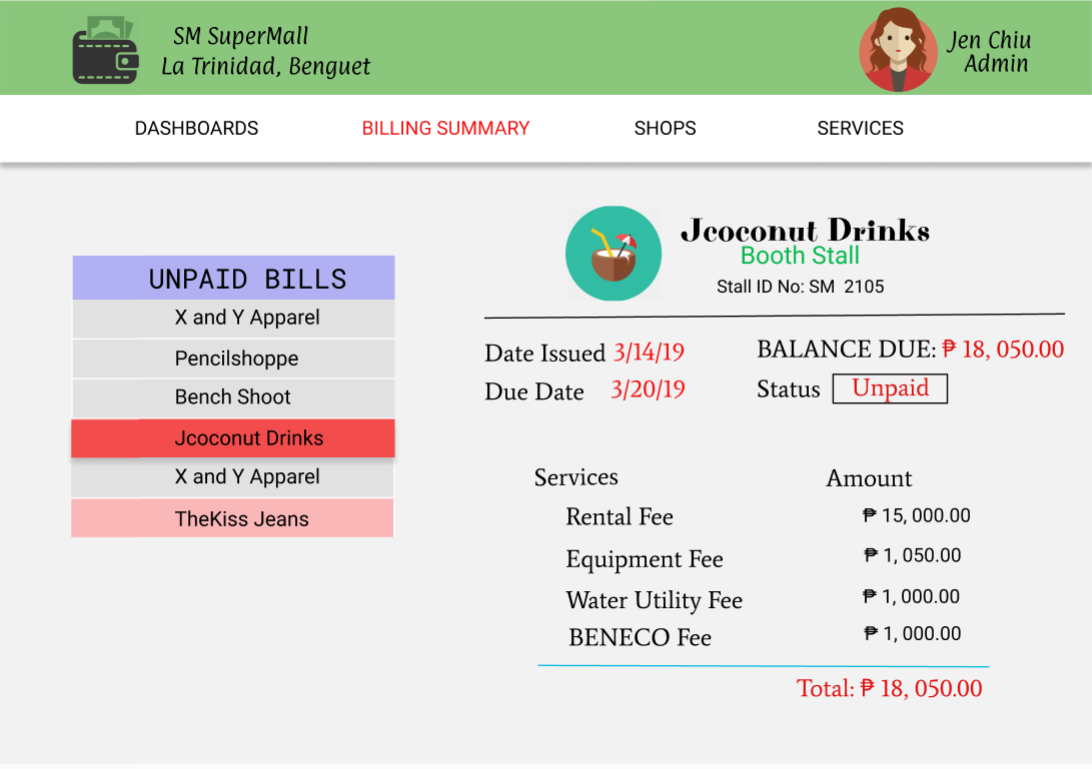 SM SuperMall
La Trinidad, Benguet
Jen Chiu
Admin
DASHBOARDS BILLING SUMMARY SHOPS SERVICES
UNPAID BILLS
X and Y Apparel
Pencilshoppe
Bench Shoot
Jcoconut Drinks
X and Y Apparel
TheKiss Jeans
Jcoconut Drinks
Booth Stall
Stall ID No: SM 2105
Date Issued 3/14/19
Due Date 3/20/19
BALANCE DUE: ₱ 18, 050.00
Status Unpaid
Services Amount
Rental Fee ₱ 15, 000.00
Equipment Fee ₱ 1, 050.00
Water Utility Fee ₱ 1, 000.00
BENECO Fee ₱ 1, 000.00
Total: ₱ 18, 050.00